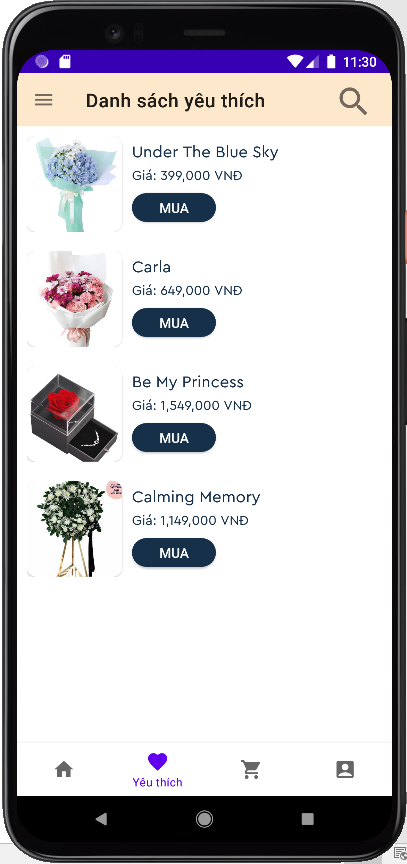 11:30
Danh sách yêu thích
Under The Blue Sky
Giá: 399,000 VNĐ
MUA
Carla
Giá: 649,000 VNĐ
MUA
Be My Princess
Giá: 1,549,000 VNĐ
MUA
Calming Memory
Giá: 1,149,000 VNĐ
MUA
Yêu thích